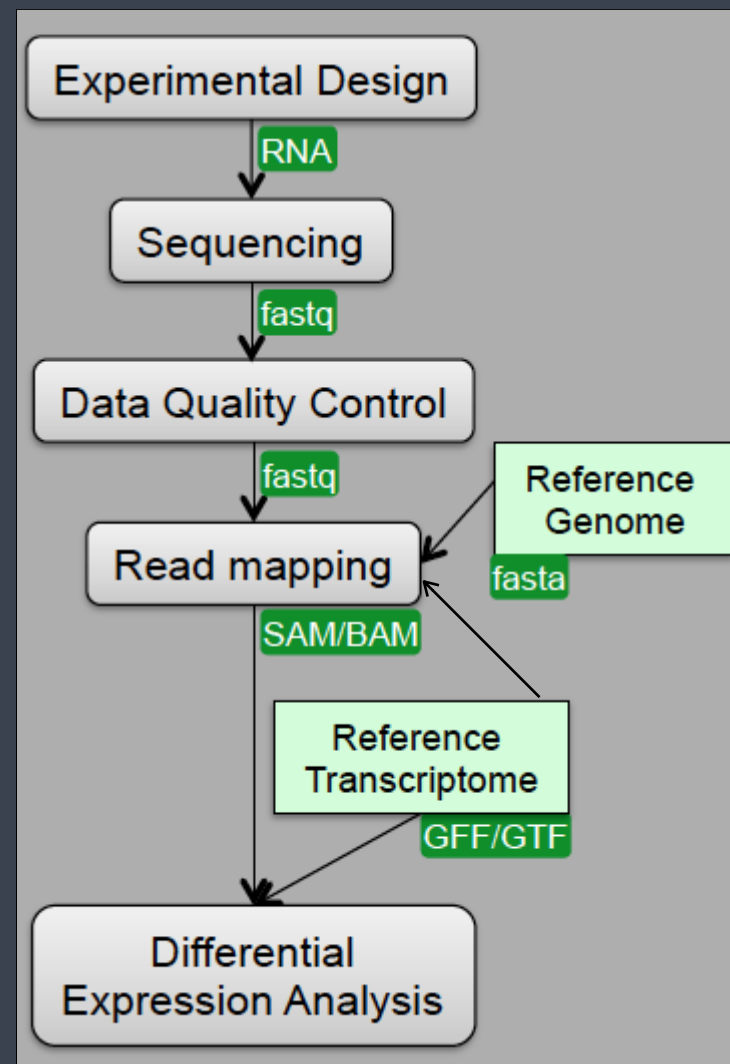 Experimental Design
RNA
Sequencing
fastq
Data Quality Control
fastq
Reference
Genome
fasta
Read mapping
SAM/BAM
Reference
Transcriptome
GFF/GTF
Differential
Expression Analysis